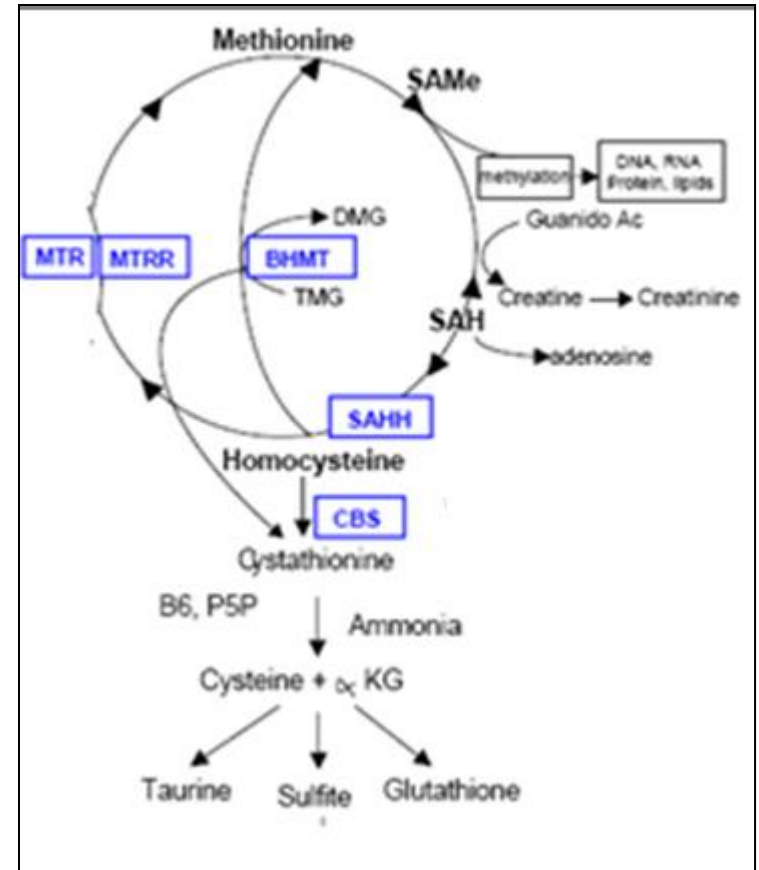 Methionine
SAMe
methylation
DNA, RNA
Protein, lipids
DMG
Guanido Ac
MTR
MTRR
BHMT
TMG
Creatine
Creatinine
SAH
adenosine
SAHH
Homocysteine
CBS
Cystathionine
B6, P5P
Ammonia
Cysteine + ∝ KG
Taurine
Sulfite
Glutathione